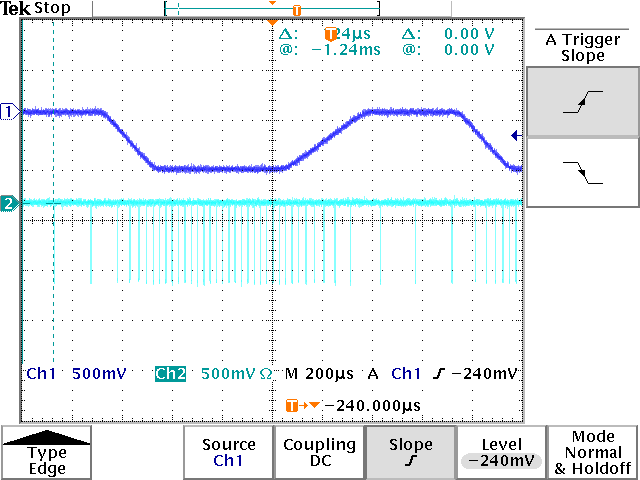 Tek Stop
T
Δ: 24µs Δ: 0.00 V
@: −1.24ms @: 0.00 V
A Trigger
Slope
1
2
Ch1 500mV Ch2 500mVΩ M 200µs A Ch1 −240mV
T −240.000µs
Type
Edge
Source
Ch1
Coupling
DC
Slope
Level
−240mV
Mode
Normal
& Holdoff